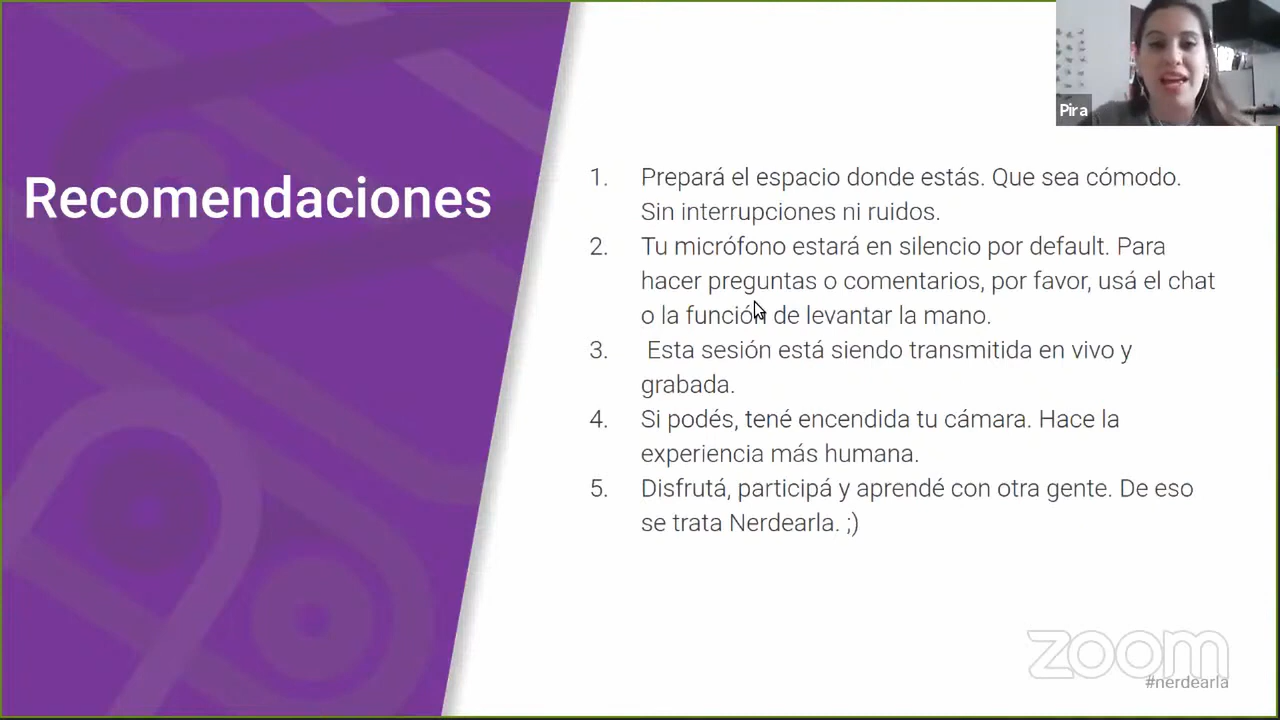 Pira
Recomendaciones
1. Prepará el espacio donde estás. Que sea cómodo.
Sin interrupciones ni ruidos.
2. Tu micrófono estará en silencio por default. Para
hacer preguntas o comentarios, por favor, usá el chat
o la función de levantar la mano.
3. Esta sesión está siendo transmitida en vivo y
grabada.
4. Si podés, tené encendida tu cámara. Hace la
experiencia más humana.
5. Disfrutá, participá y aprendé con otra gente. De eso
se trata Nerdearla. ;)
zoom
#nerdearla